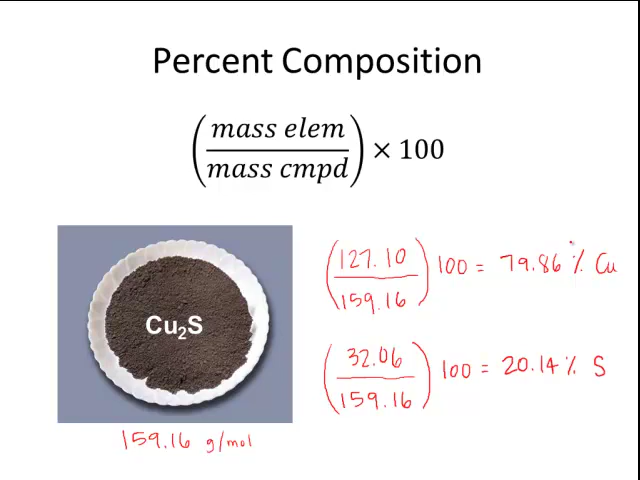 Percent Composition
(mass elem / mass cmpd) × 100
Cu₂S
159.16 g/mol
(127.10 / 159.16) 100 = 79.86 % Cu
(32.06 / 159.16) 100 = 20.14 % S